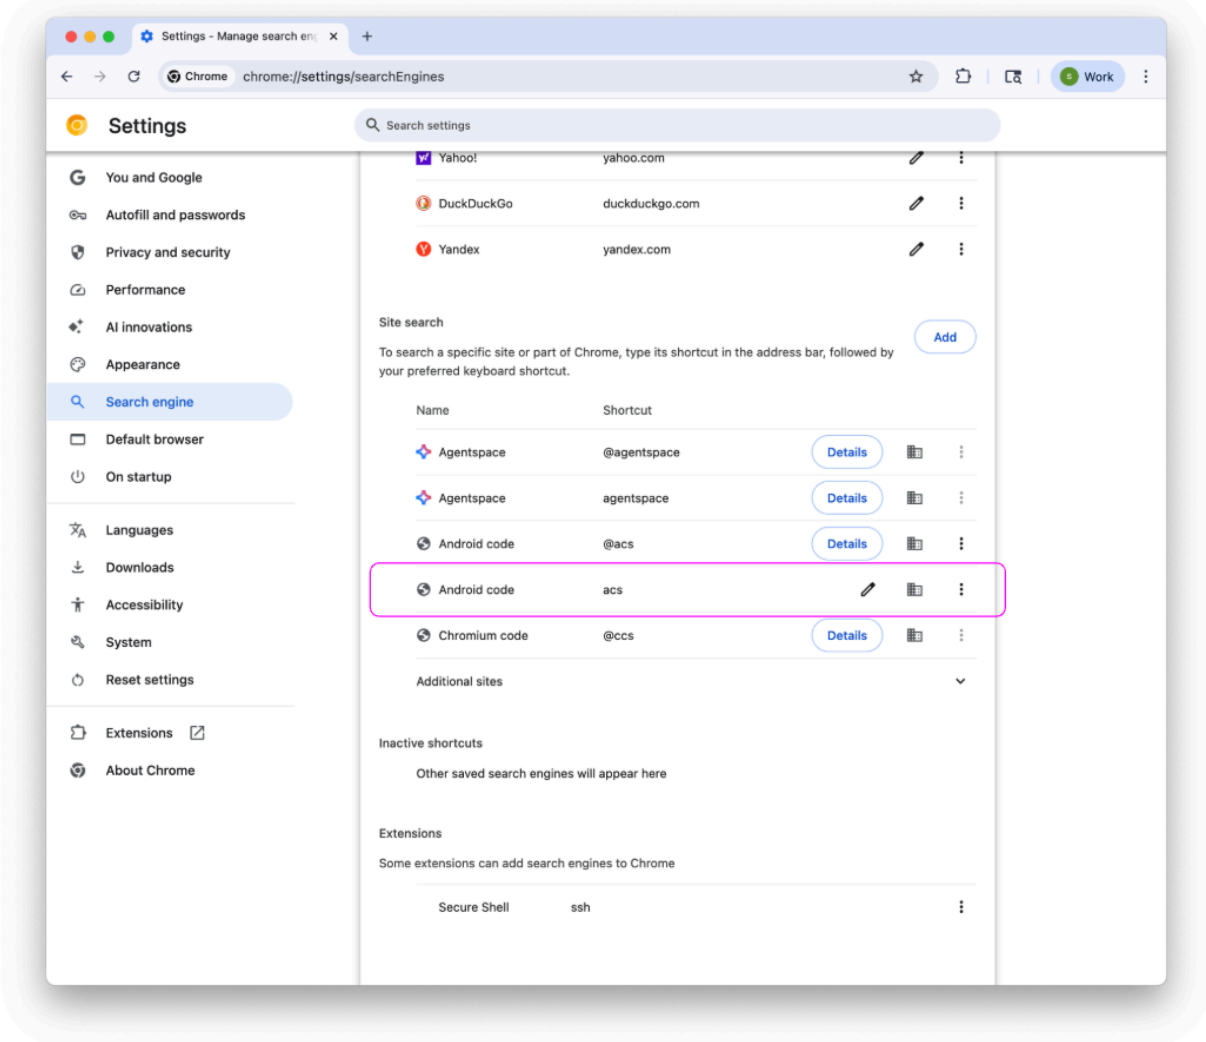 Settings - Manage search eng
Chrome
chrome://settings/searchEngines
s
Work
Settings
Search settings
You and Google
Autofill and passwords
Privacy and security
Performance
AI innovations
Appearance
Search engine
Default browser
On startup
Languages
Downloads
Accessibility
System
Reset settings
Extensions
About Chrome
Yahoo! yahoo.com
DuckDuckGo duckduckgo.com
Yandex yandex.com
Site search
Add
To search a specific site or part of Chrome, type its shortcut in the address bar, followed by
your preferred keyboard shortcut.
Name Shortcut
Agentspace @agentspace Details
Agentspace agentspace Details
Android code @acs Details
Android code acs
Chromium code @ccs Details
Additional sites
Inactive shortcuts
Other saved search engines will appear here
Extensions
Some extensions can add search engines to Chrome
Secure Shell ssh